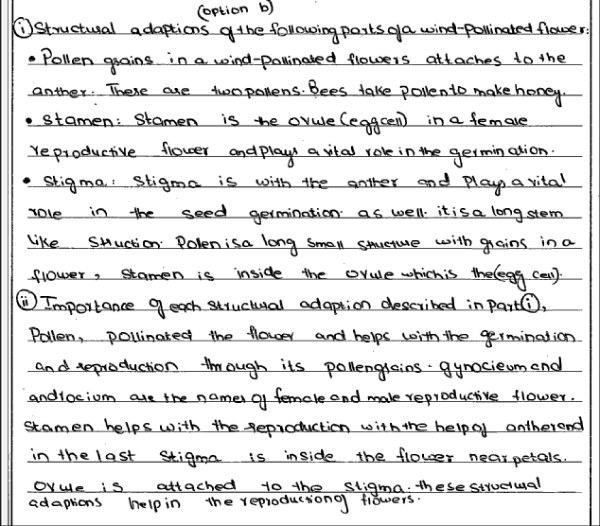 (option b)
(i) Structural adaptions of the following parts of a wind-Pollinated flower:
• Pollen grains in a wind-Pollinated flowers attaches to the
anther. There are two pollens. Bees take pollen to make honey.
• Stamen: Stamen is the ovule (egg cell) in a female
reproductive flower and plays a vital role in the germination.
• Stigma: Stigma is with the anther and Plays a vital
role in the seed germination as well. it is a long stem
like Struction. Polen is a long small structure with grains in a
flower, Stamen is inside the ovule which is the (egg cell).
(ii) Importance of each structural adaption described in Part (i),
Pollen, pollinated the flower and helps with the germination
and reproduction through its pollen grains. gynocieum and
androcium are the names of female and male reproductive flower.
Stamen helps with the reproduction with the help of anther and
in the last Stigma is inside the flower near petals.
Ovule is attached to the stigma. these structural
adaptions help in the reproduction of flowers.